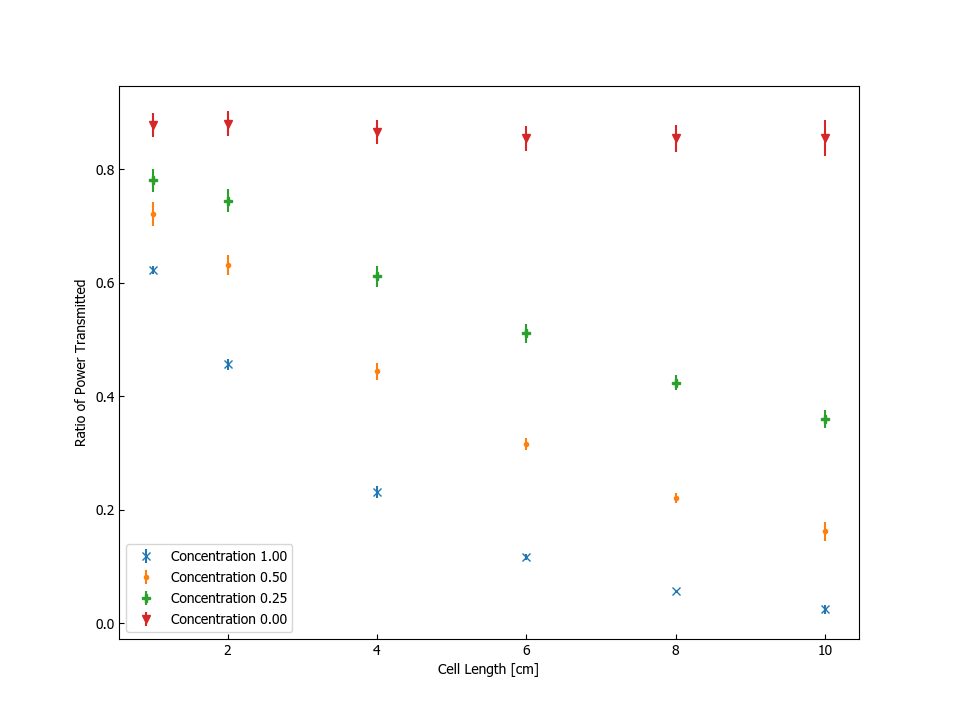 0.8
0.6
0.4
0.2
0.0
Ratio of Power Transmitted
Concentration 1.00
Concentration 0.50
Concentration 0.25
Concentration 0.00
2 4 6 8 10
Cell Length [cm]